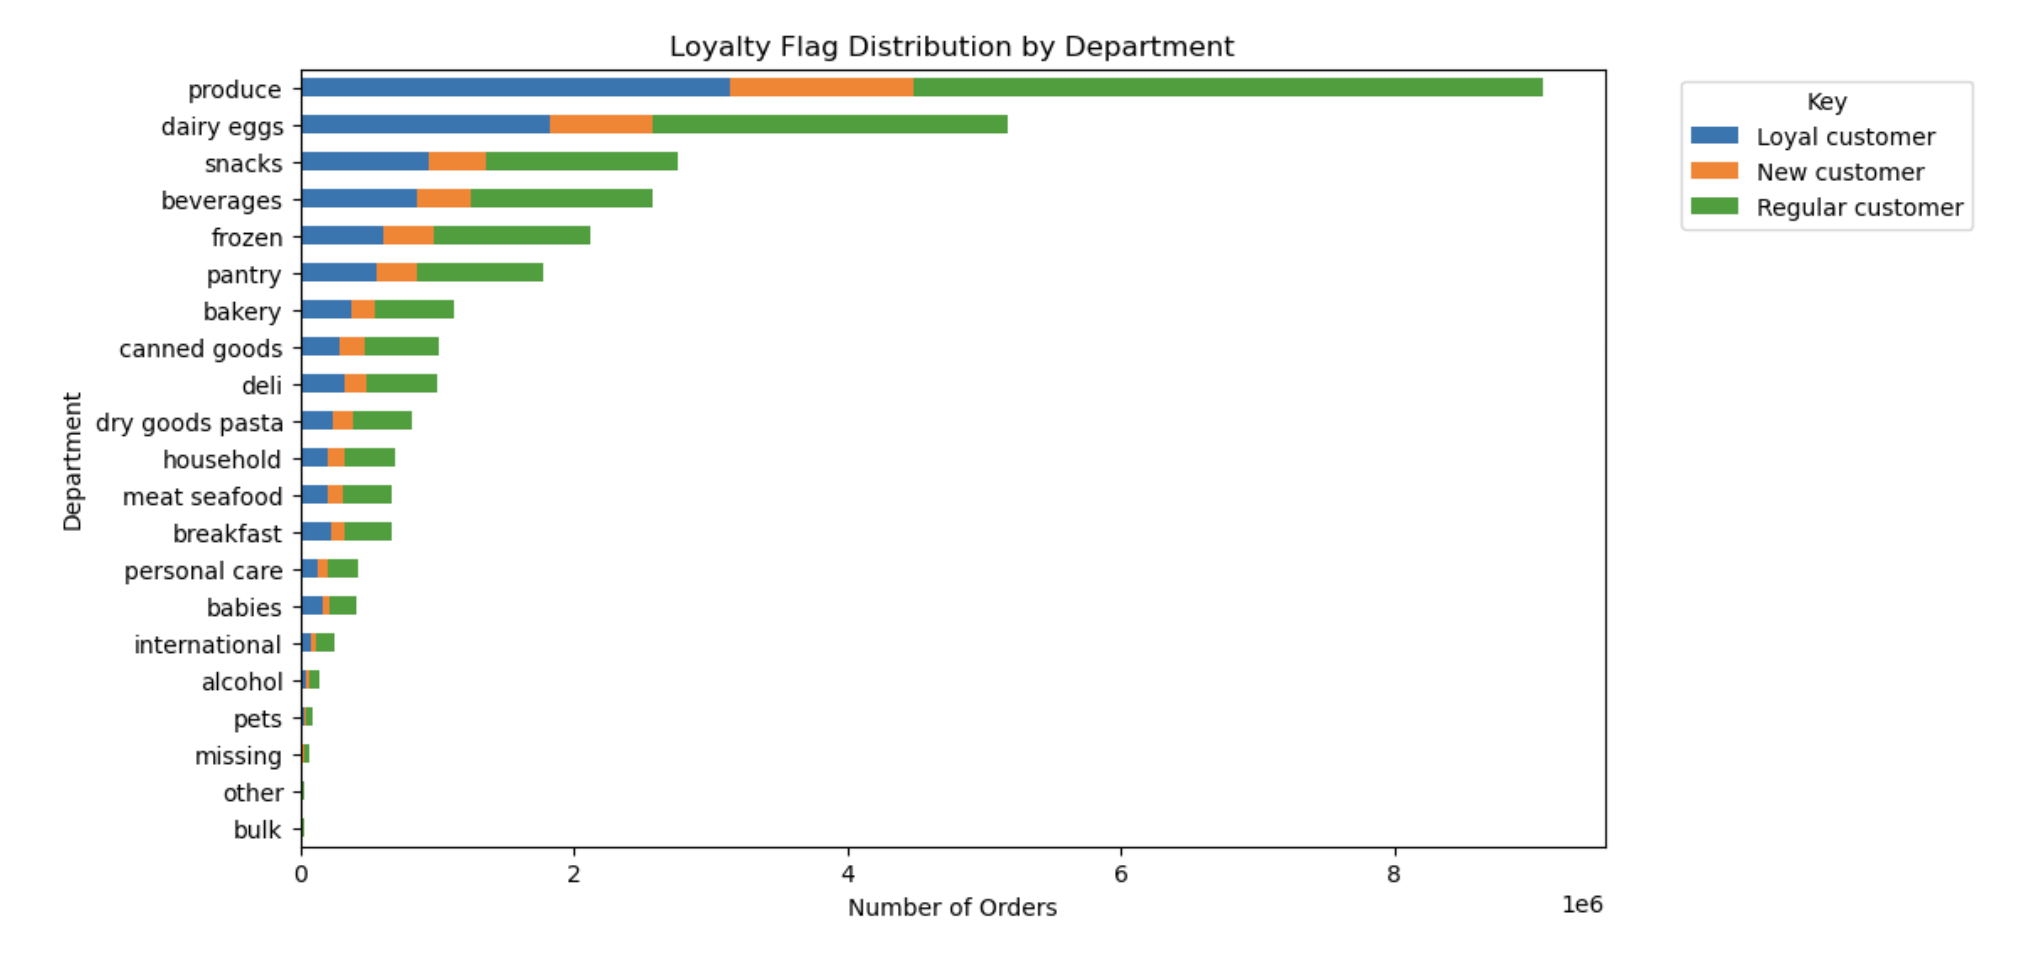 Loyalty Flag Distribution by Department
produce
dairy eggs
snacks
beverages
frozen
pantry
bakery
canned goods
deli
dry goods pasta
household
meat seafood
breakfast
personal care
babies
international
alcohol
pets
missing
other
bulk
Department
0 2 4 6 8
1e6
Number of Orders
Key
Loyal customer
New customer
Regular customer